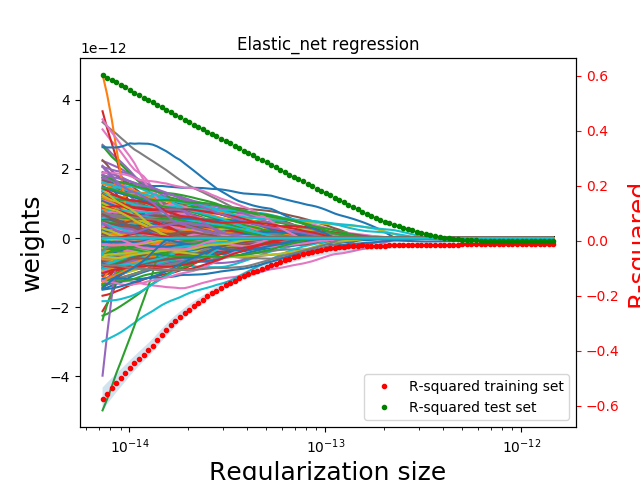 Elastic_net regression
1e−12
4
2
0
−2
−4
weights
0.6
0.4
0.2
0.0
−0.2
−0.4
−0.6
R-squared
R-squared training set
R-squared test set
10⁻¹⁴
10⁻¹³
10⁻¹²
Regularization size